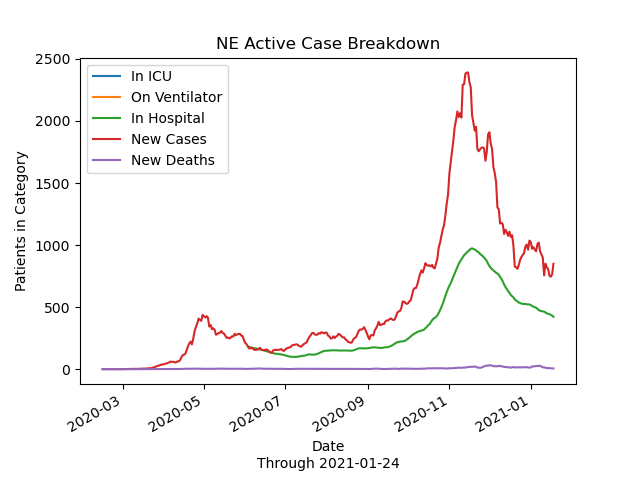 NE Active Case Breakdown
In ICU
On Ventilator
In Hospital
New Cases
New Deaths
Patients in Category
2500
2000
1500
1000
500
0
2020-03
2020-05
2020-07
2020-09
2020-11
2021-01
Date
Through 2021-01-24